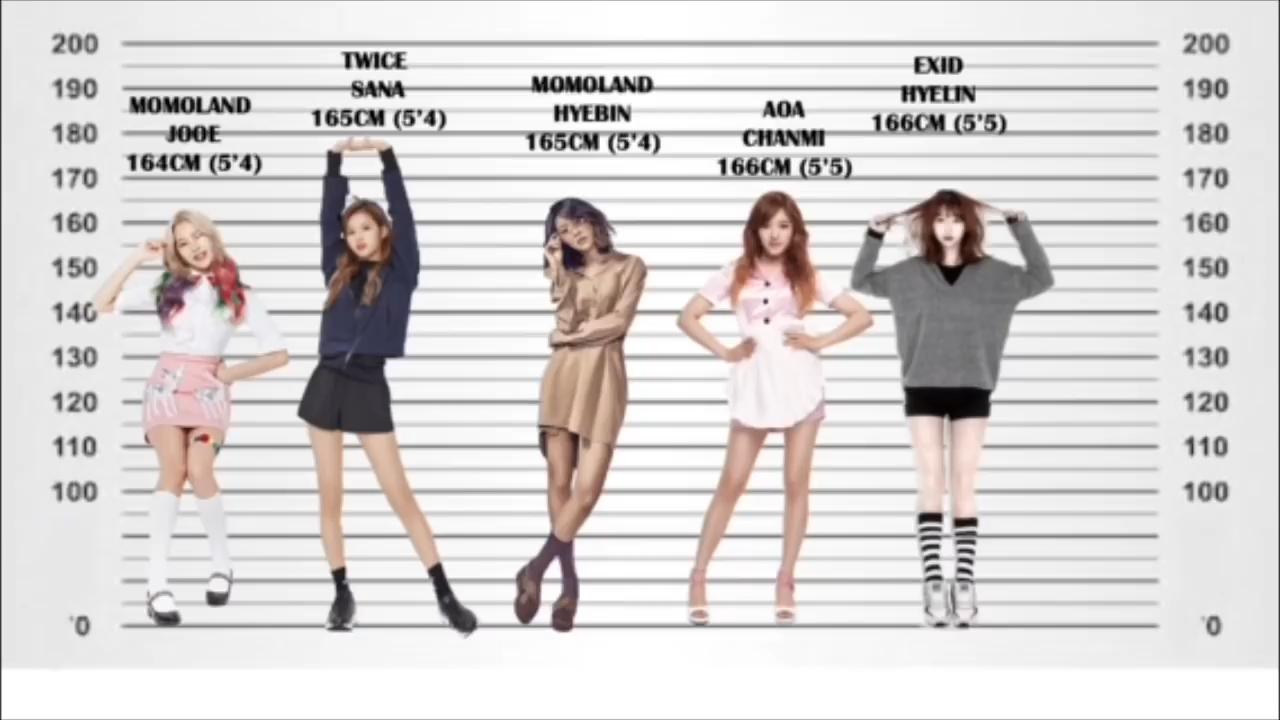 200 200
190 190
180 180
170 170
160 160
150 150
140 140
130 130
120 120
110 110
100 100
'0 '0
MOMOLAND
JOOE
164CM (5'4)
TWICE
SANA
165CM (5'4)
MOMOLAND
HYEBIN
165CM (5'4)
AOA
CHANMI
166CM (5'5)
EXID
HYELIN
166CM (5'5)